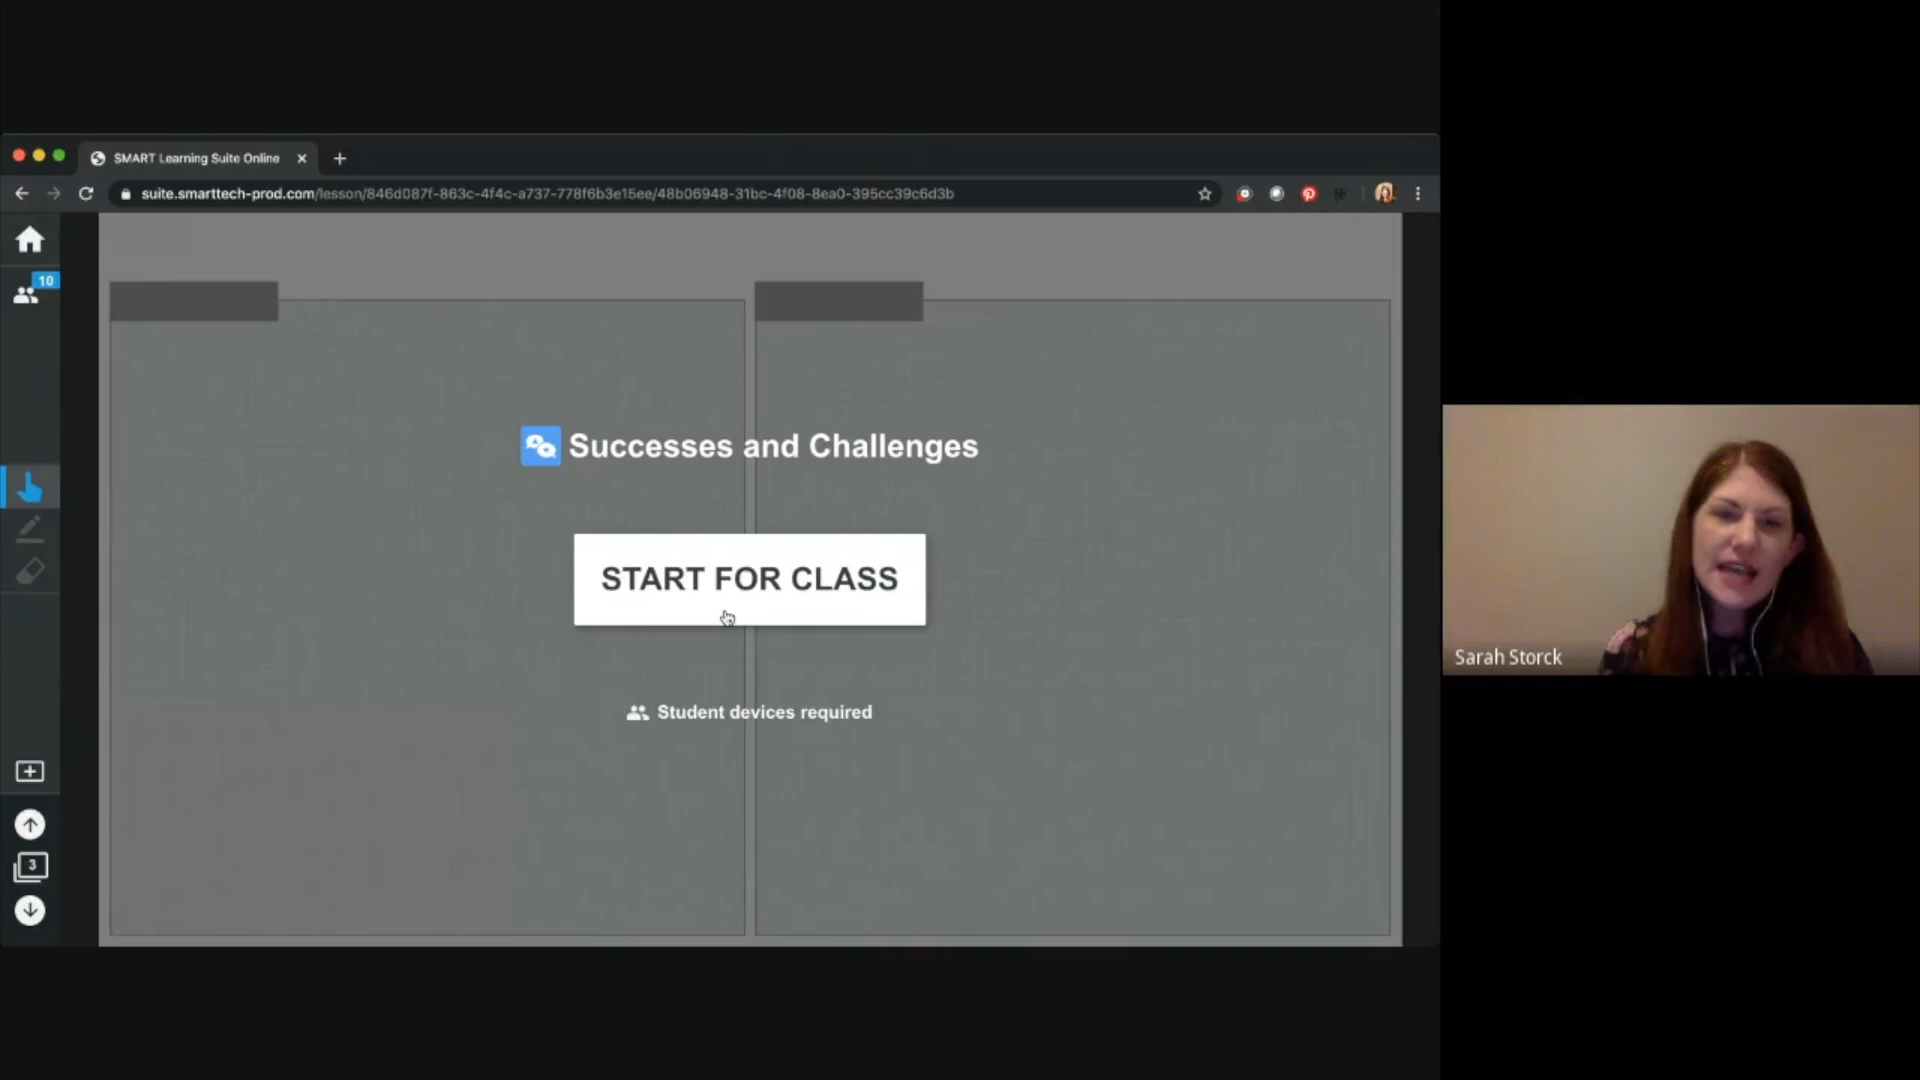 SMART Learning Suite Online
suite.smarttech-prod.com/lesson/846d087f-863c-4f4c-a737-778f6b3e15ee/48b06948-31bc-4f08-8ea0-395cc39c6d3b
10
Successes and Challenges
START FOR CLASS
Student devices required
3
Sarah Storck